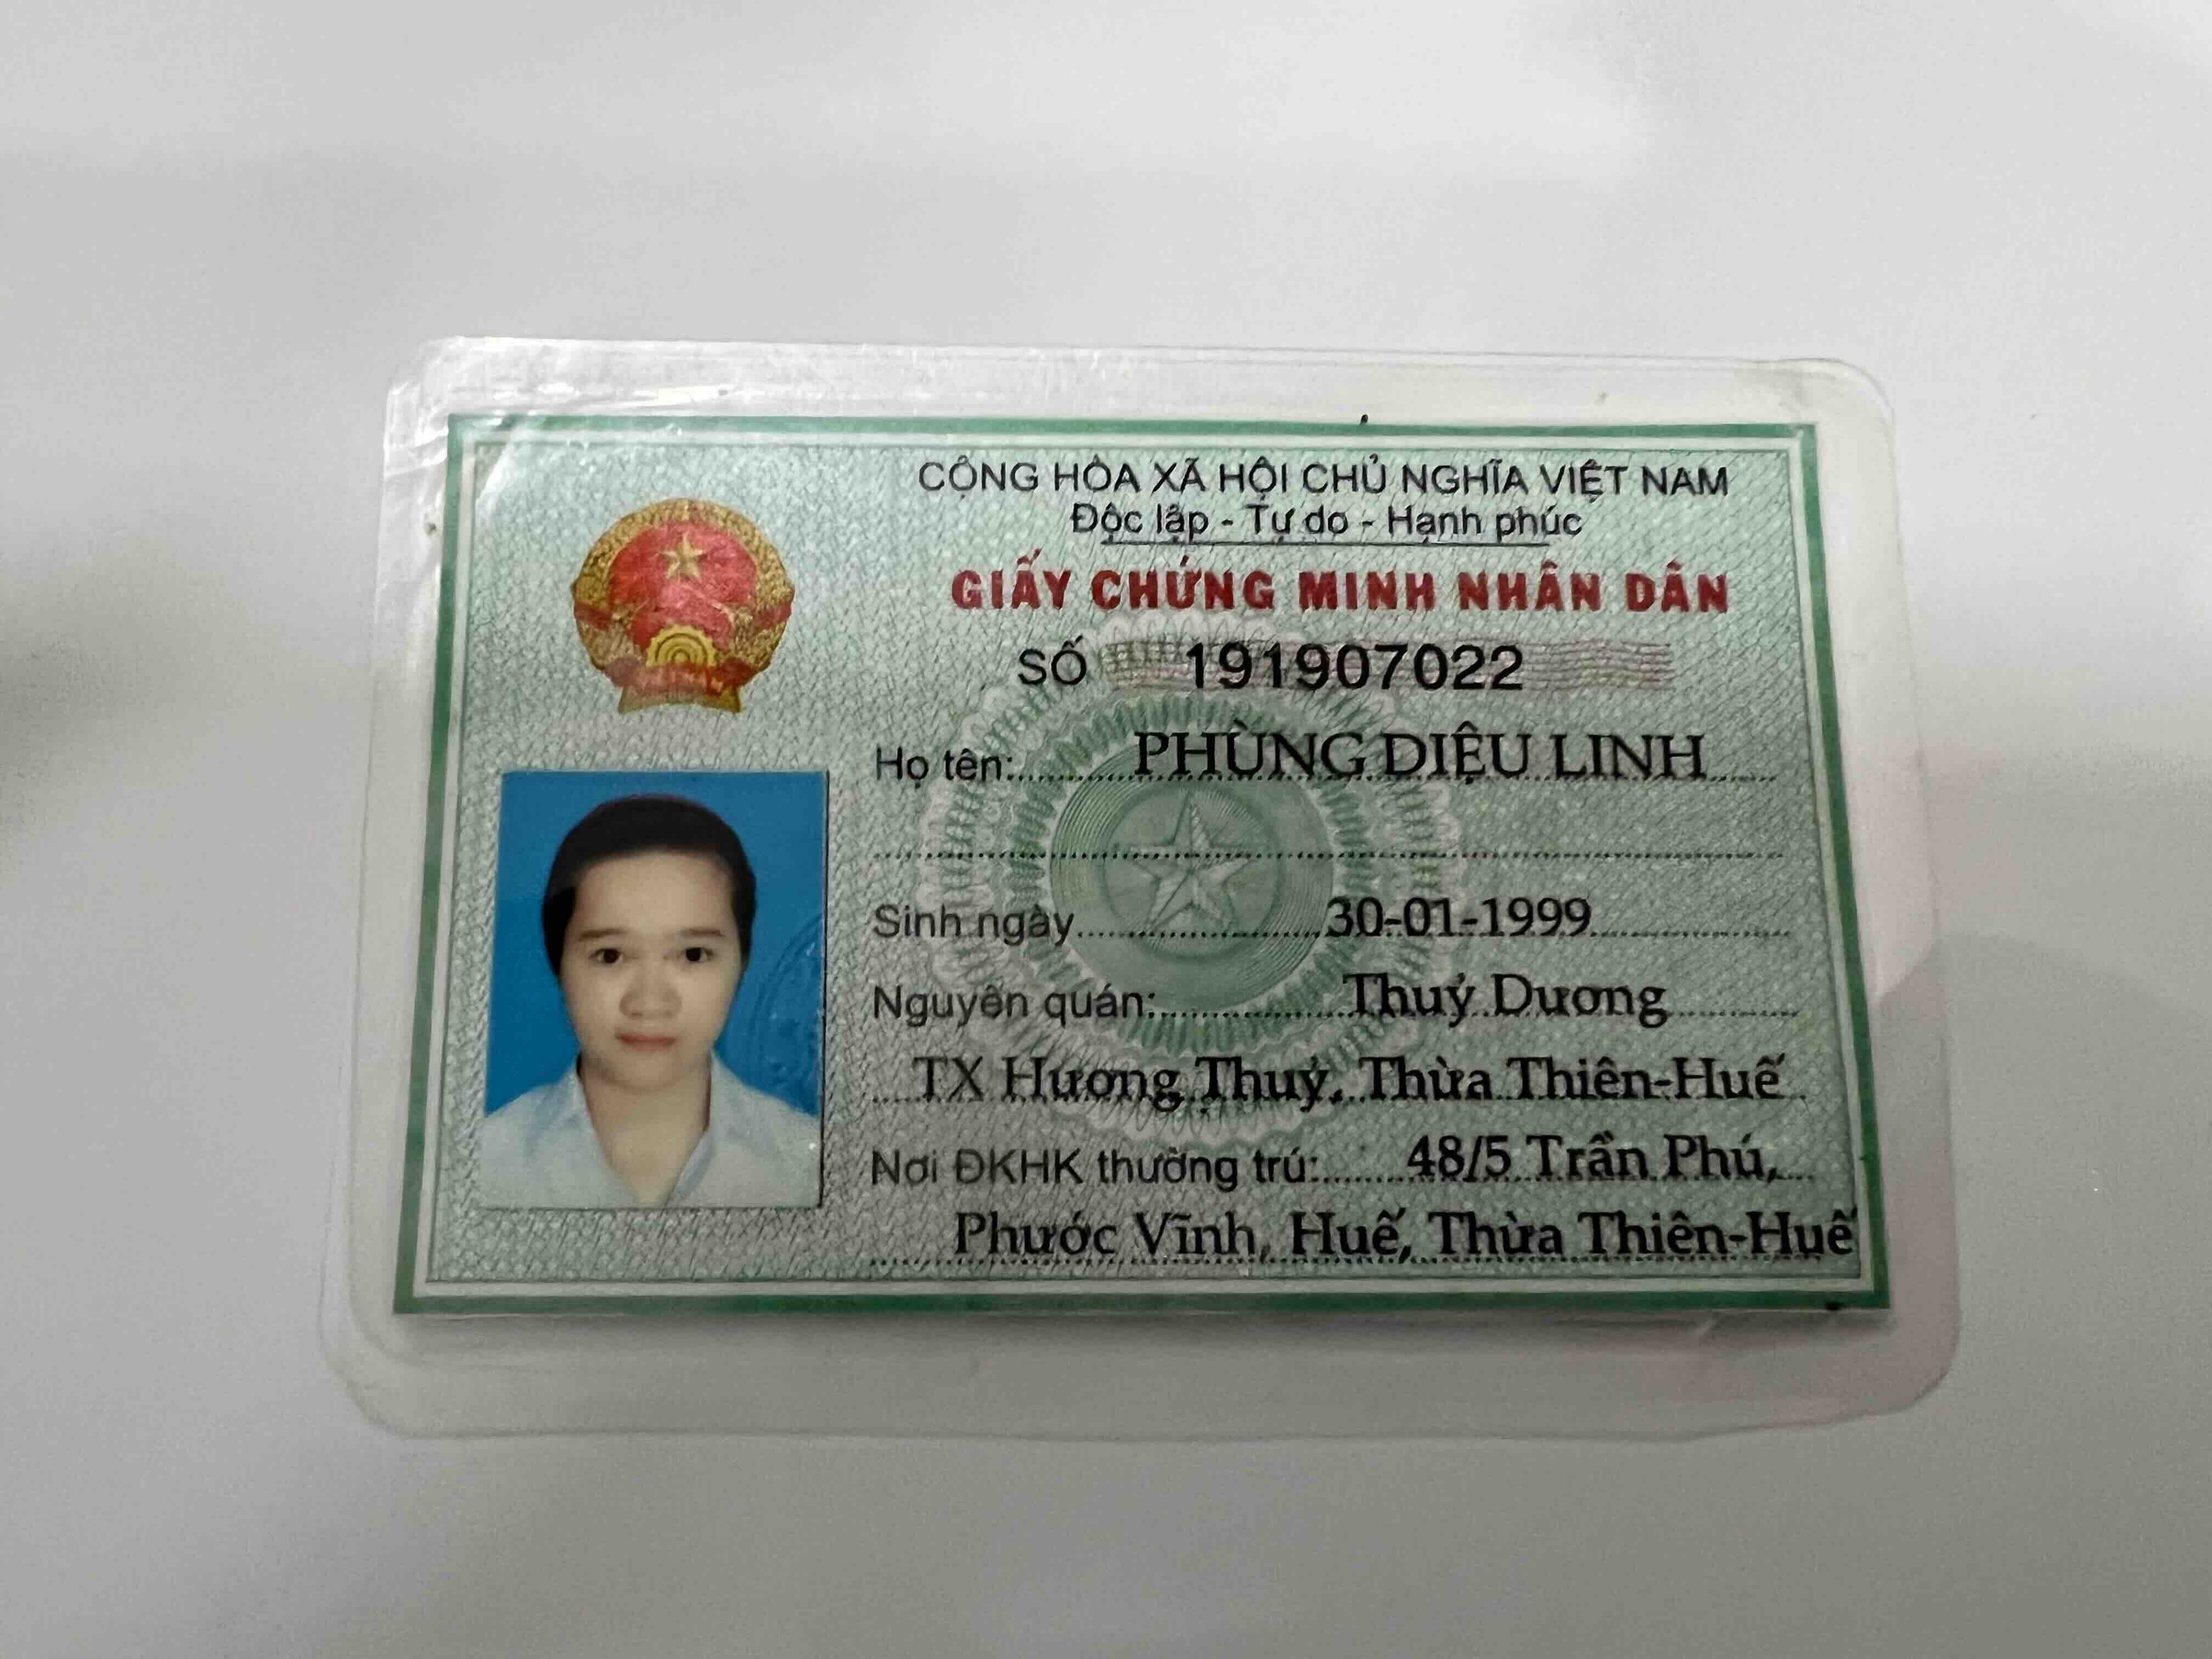 CỘNG HÒA XÃ HỘI CHỦ NGHĨA VIỆT NAM
Độc lập - Tự do - Hạnh phúc
GIẤY CHỨNG MINH NHÂN DÂN
SỐ 191907022
Họ tên: PHÙNG DIỆU LINH
Sinh ngày 30-01-1999
Nguyên quán: Thuỷ Dương
TX Hương Thuỷ, Thừa Thiên-Huế
Nơi ĐKHK thường trú: 48/5 Trần Phú,
Phước Vĩnh, Huế, Thừa Thiên-Huế